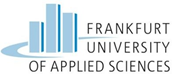 FRANKFURT
UNIVERSITY
OF APPLIED SCIENCES